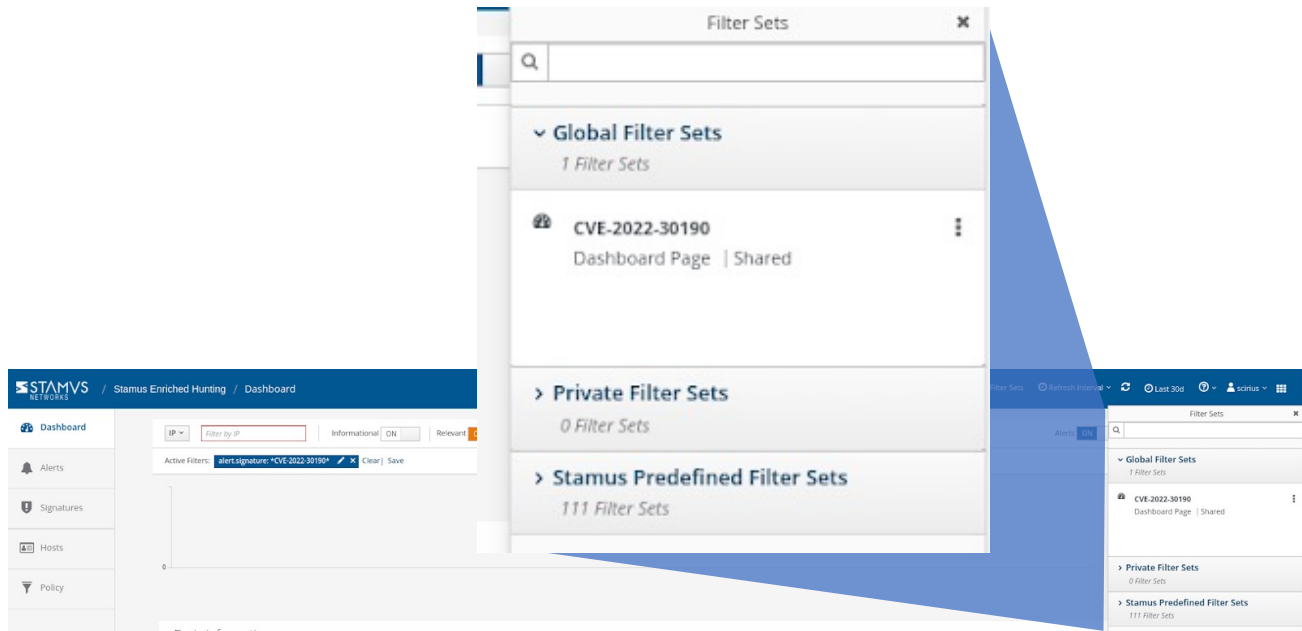 Filter Sets
Global Filter Sets
1 Filter Sets
CVE-2022-30190
Dashboard Page | Shared
Private Filter Sets
0 Filter Sets
Stamus Predefined Filter Sets
111 Filter Sets
STAMVS NETWORKS / Stamus Enriched Hunting / Dashboard
Filter Sets Refresh Interval Last 30d scirius
Dashboard
Alerts
Signatures
Hosts
Policy
IP Filter by IP Informational ON Relevant Alerts ON
Active Filters: alert.signature: *CVE-2022-30190* Clear | Save
0
Filter Sets
Global Filter Sets
1 Filter Sets
CVE-2022-30190
Dashboard Page | Shared
Private Filter Sets
0 Filter Sets
Stamus Predefined Filter Sets
111 Filter Sets